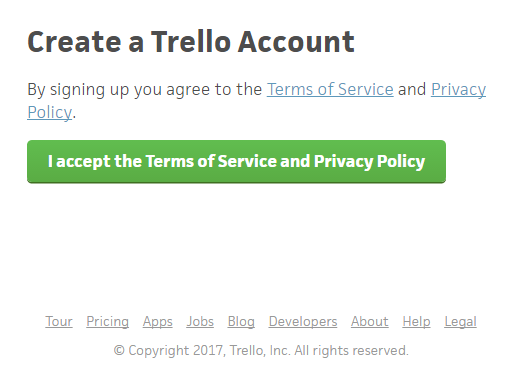 Create a Trello Account
By signing up you agree to the Terms of Service and Privacy
Policy.
I accept the Terms of Service and Privacy Policy
Tour Pricing Apps Jobs Blog Developers About Help Legal
© Copyright 2017, Trello, Inc. All rights reserved.